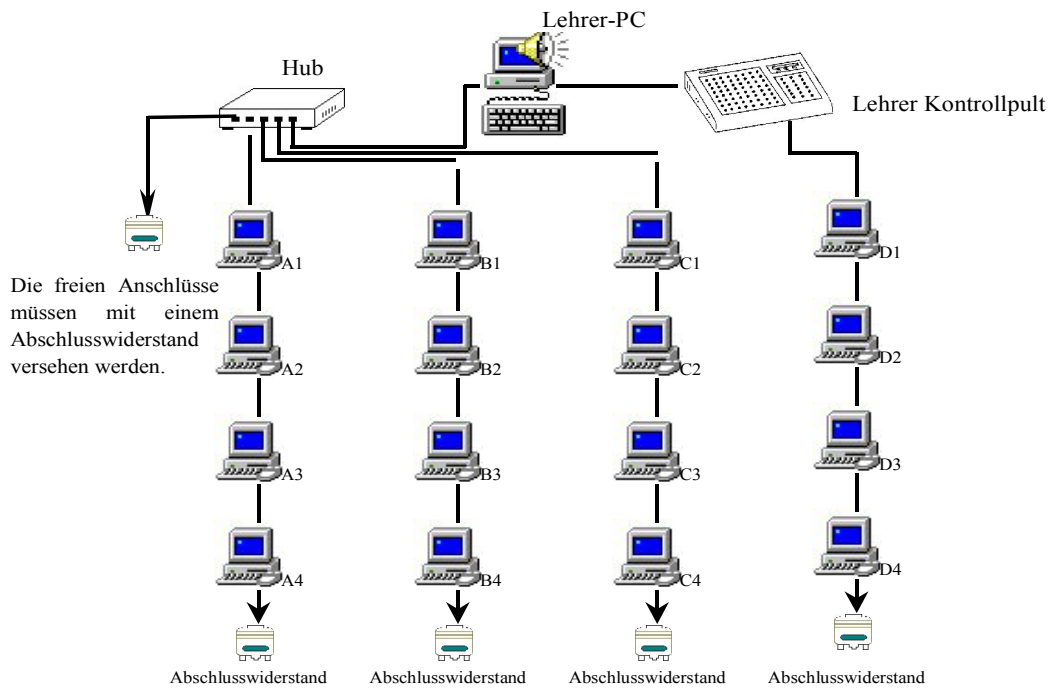 Lehrer-PC
Hub
Lehrer Kontrollpult
Die freien Anschlüsse
müssen mit einem
Abschlusswiderstand
versehen werden.
A1
B1
C1
D1
A2
B2
C2
D2
A3
B3
C3
D3
A4
B4
C4
D4
Abschlusswiderstand
Abschlusswiderstand
Abschlusswiderstand
Abschlusswiderstand